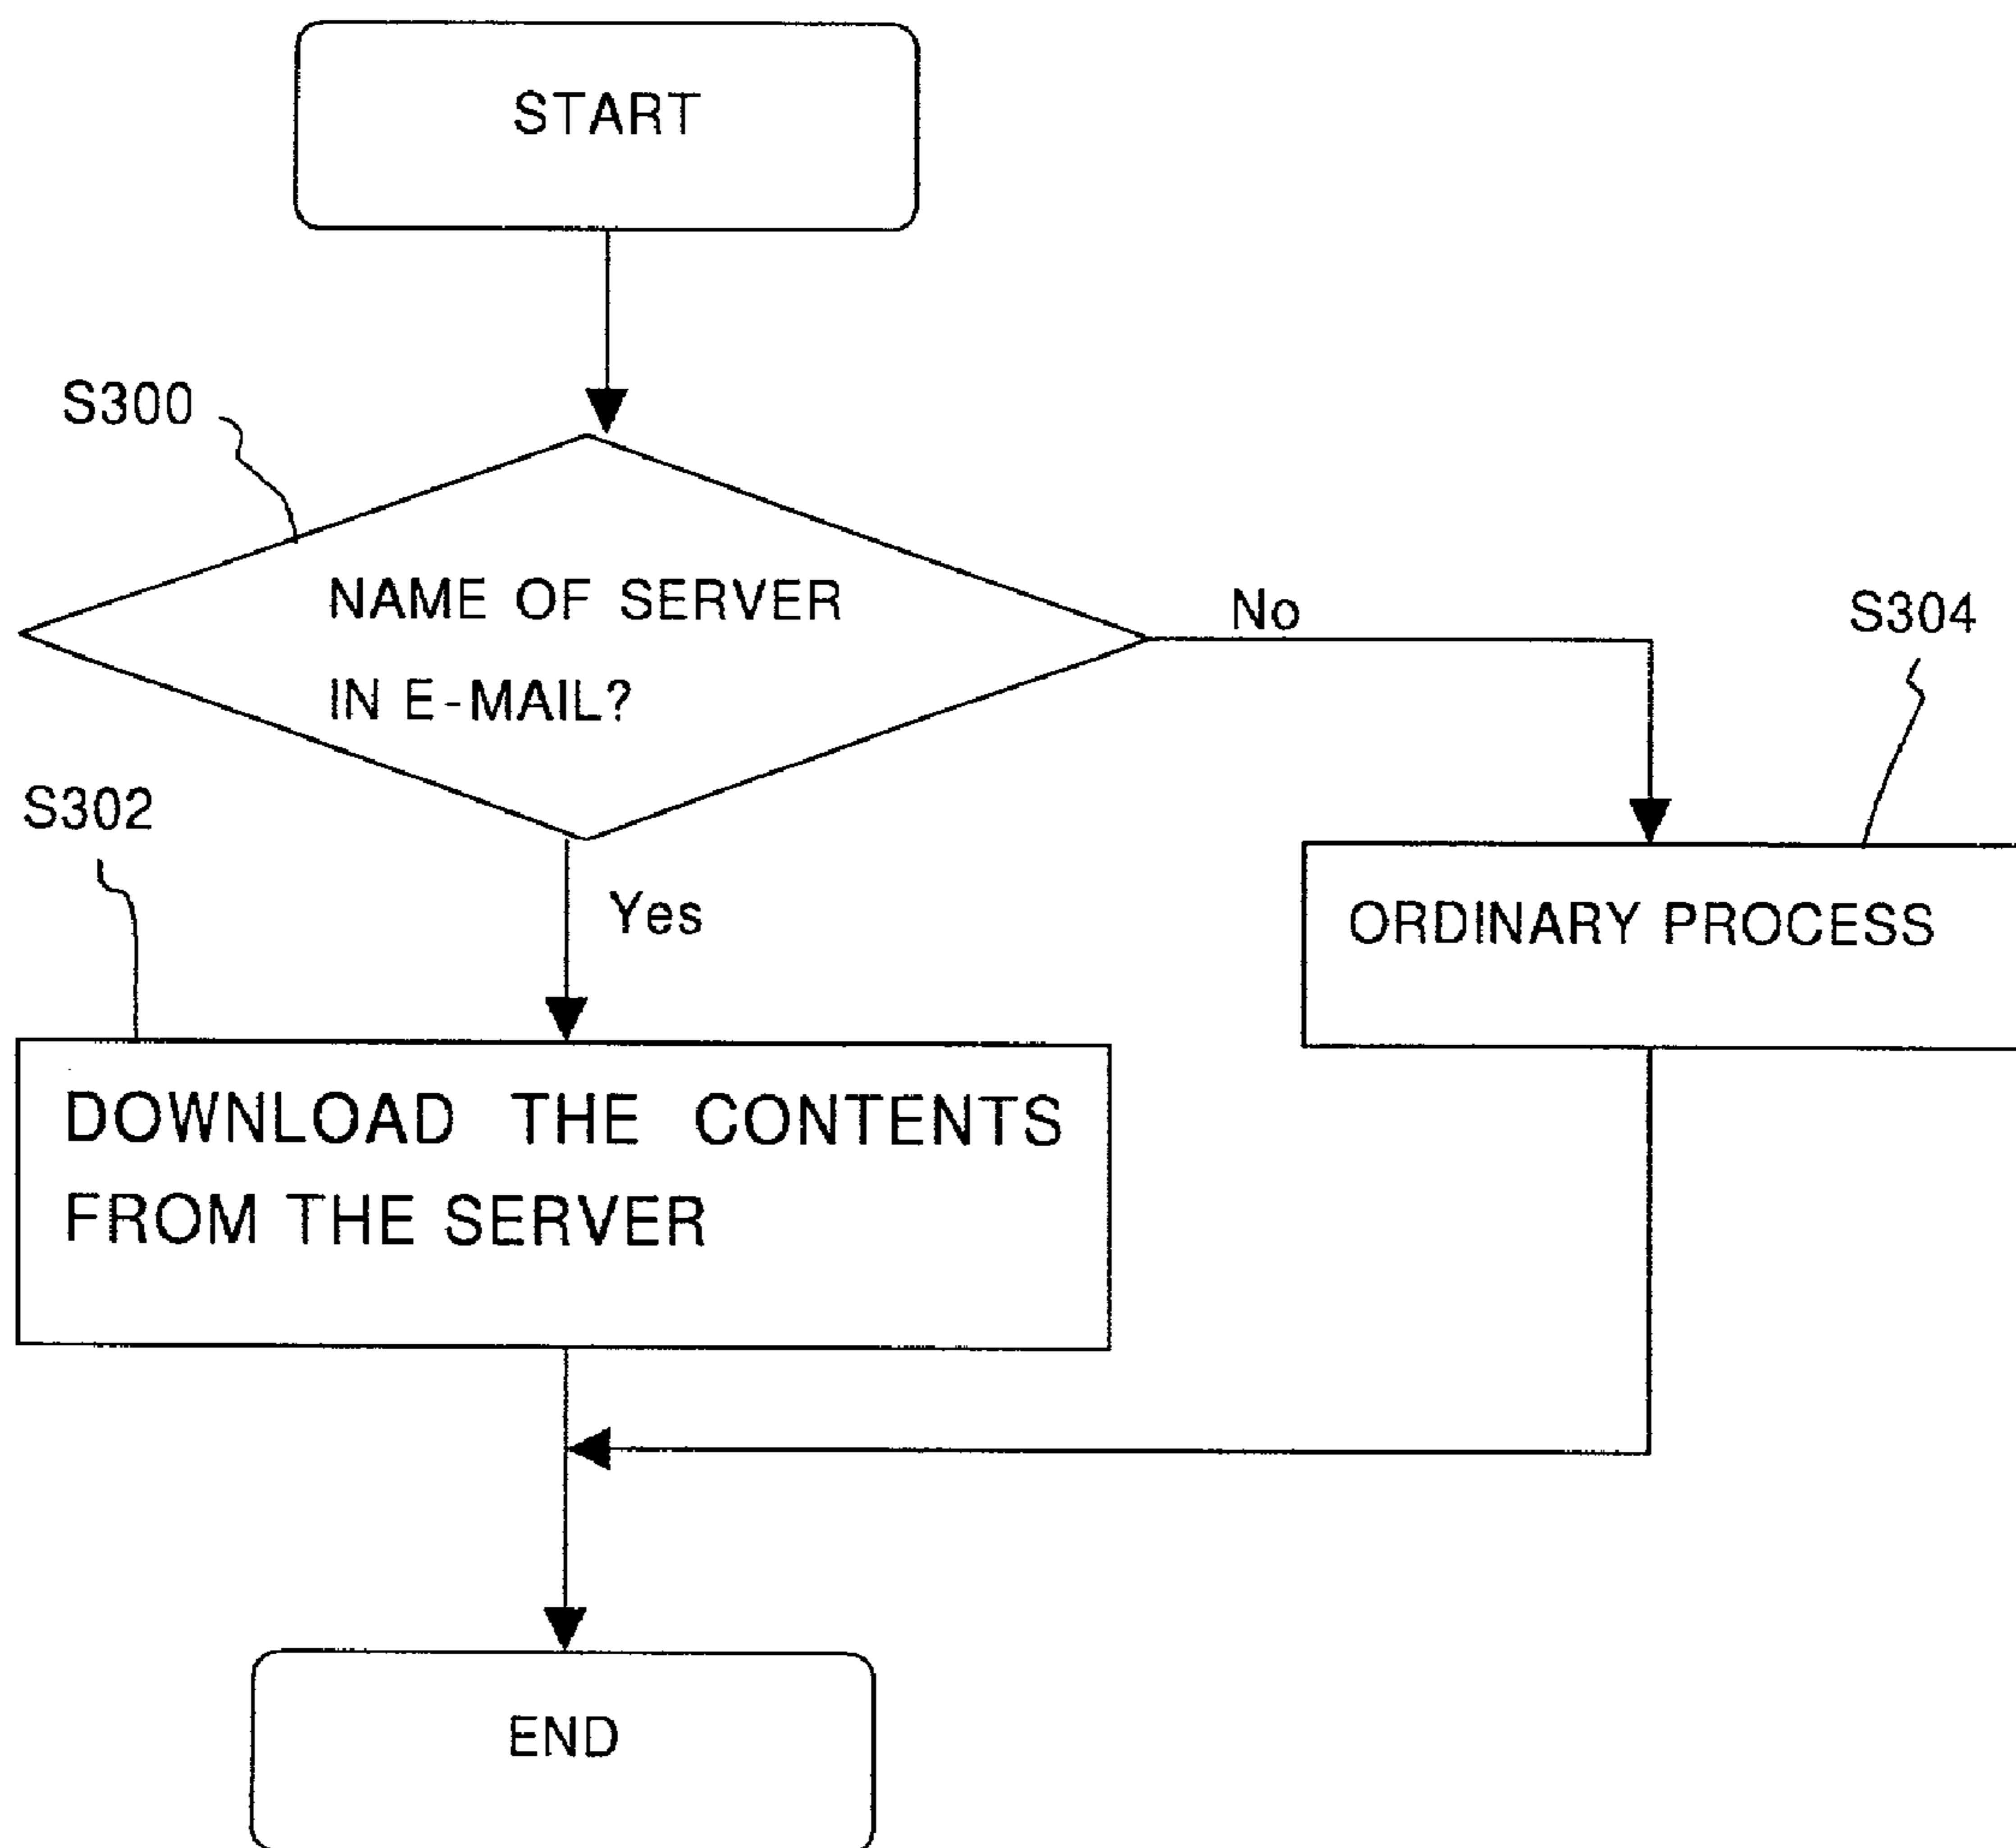 START
S300
NAME OF SERVER
IN E-MAIL?
No
S304
S302
Yes
ORDINARY PROCESS
DOWNLOAD THE CONTENTS
FROM THE SERVER
END